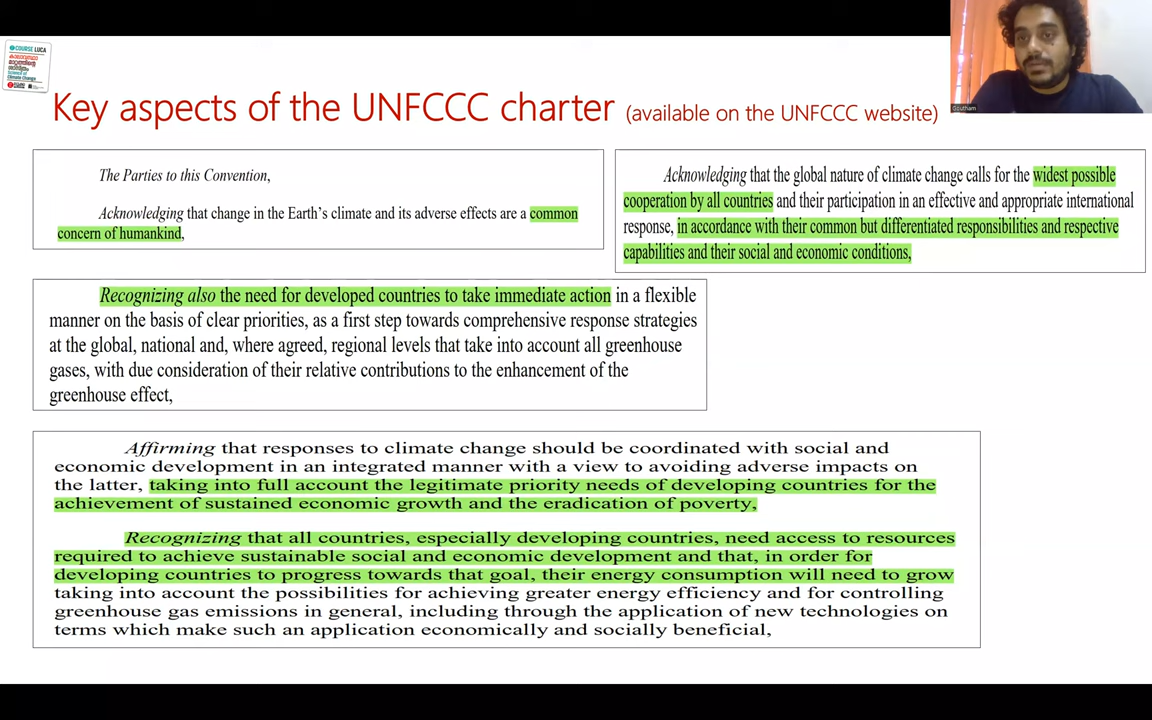 COURSE LUCA
Climate Change
Key aspects of the UNFCCC charter (available on the UNFCCC website)
Goutham
The Parties to this Convention,
Acknowledging that change in the Earth's climate and its adverse effects are a common
concern of humankind,
Acknowledging that the global nature of climate change calls for the widest possible
cooperation by all countries and their participation in an effective and appropriate international
response, in accordance with their common but differentiated responsibilities and respective
capabilities and their social and economic conditions,
Recognizing also the need for developed countries to take immediate action in a flexible
manner on the basis of clear priorities, as a first step towards comprehensive response strategies
at the global, national and, where agreed, regional levels that take into account all greenhouse
gases, with due consideration of their relative contributions to the enhancement of the
greenhouse effect,
Affirming that responses to climate change should be coordinated with social and
economic development in an integrated manner with a view to avoiding adverse impacts on
the latter, taking into full account the legitimate priority needs of developing countries for the
achievement of sustained economic growth and the eradication of poverty,
Recognizing that all countries, especially developing countries, need access to resources
required to achieve sustainable social and economic development and that, in order for
developing countries to progress towards that goal, their energy consumption will need to grow
taking into account the possibilities for achieving greater energy efficiency and for controlling
greenhouse gas emissions in general, including through the application of new technologies on
terms which make such an application economically and socially beneficial,